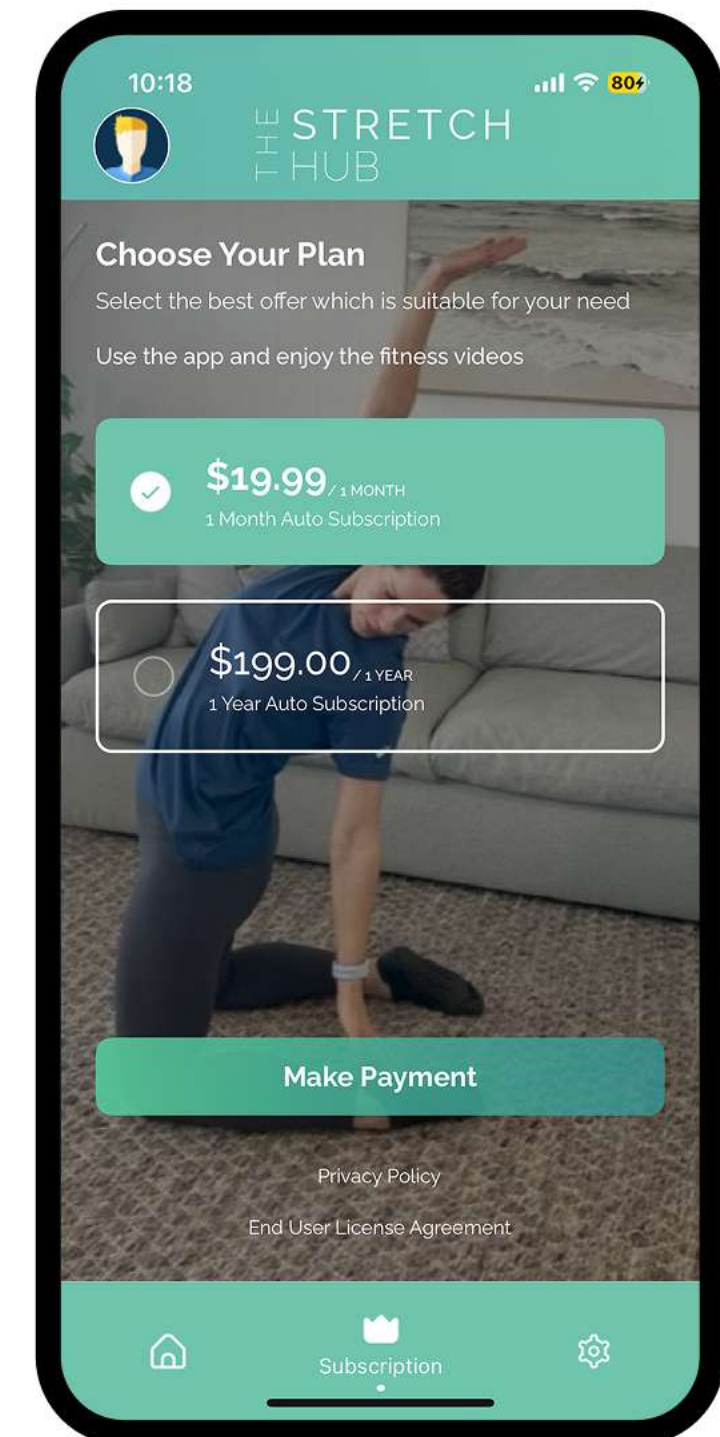 10:18
80
THE STRETCH
HUB
Choose Your Plan
Select the best offer which is suitable for your need
Use the app and enjoy the fitness videos
$19.99 / 1 MONTH
1 Month Auto Subscription
$199.00 / 1 YEAR
1 Year Auto Subscription
Make Payment
Privacy Policy
End User License Agreement
Subscription